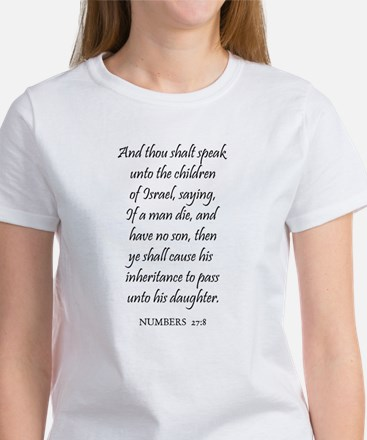 And thou shalt speak
unto the children
of Israel, saying,
If a man die, and
have no son, then
ye shall cause his
inheritance to pass
unto his daughter.
NUMBERS 27:8